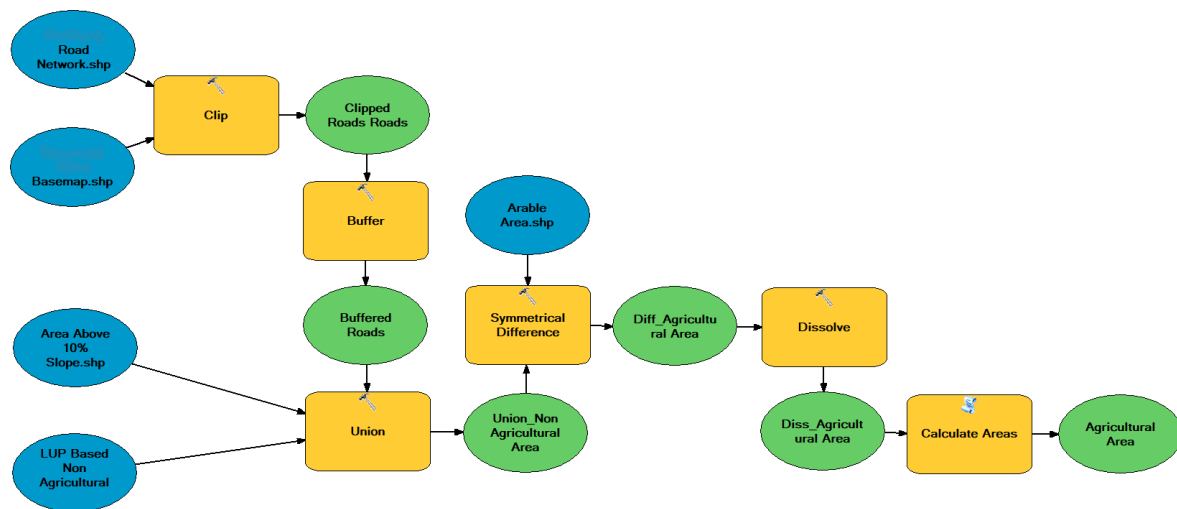 Road
Network.shp
Clip
Clipped
Roads Roads
Basemap.shp
Buffer
Arable
Area.shp
Buffered
Roads
Symmetrical
Difference
Diff_Agricultu
ral Area
Dissolve
Area Above
10%
Slope.shp
Union
Union_Non
Agricultural
Area
Diss_Agricult
ural Area
Calculate Areas
Agricultural
Area
LUP Based
Non
Agricultural